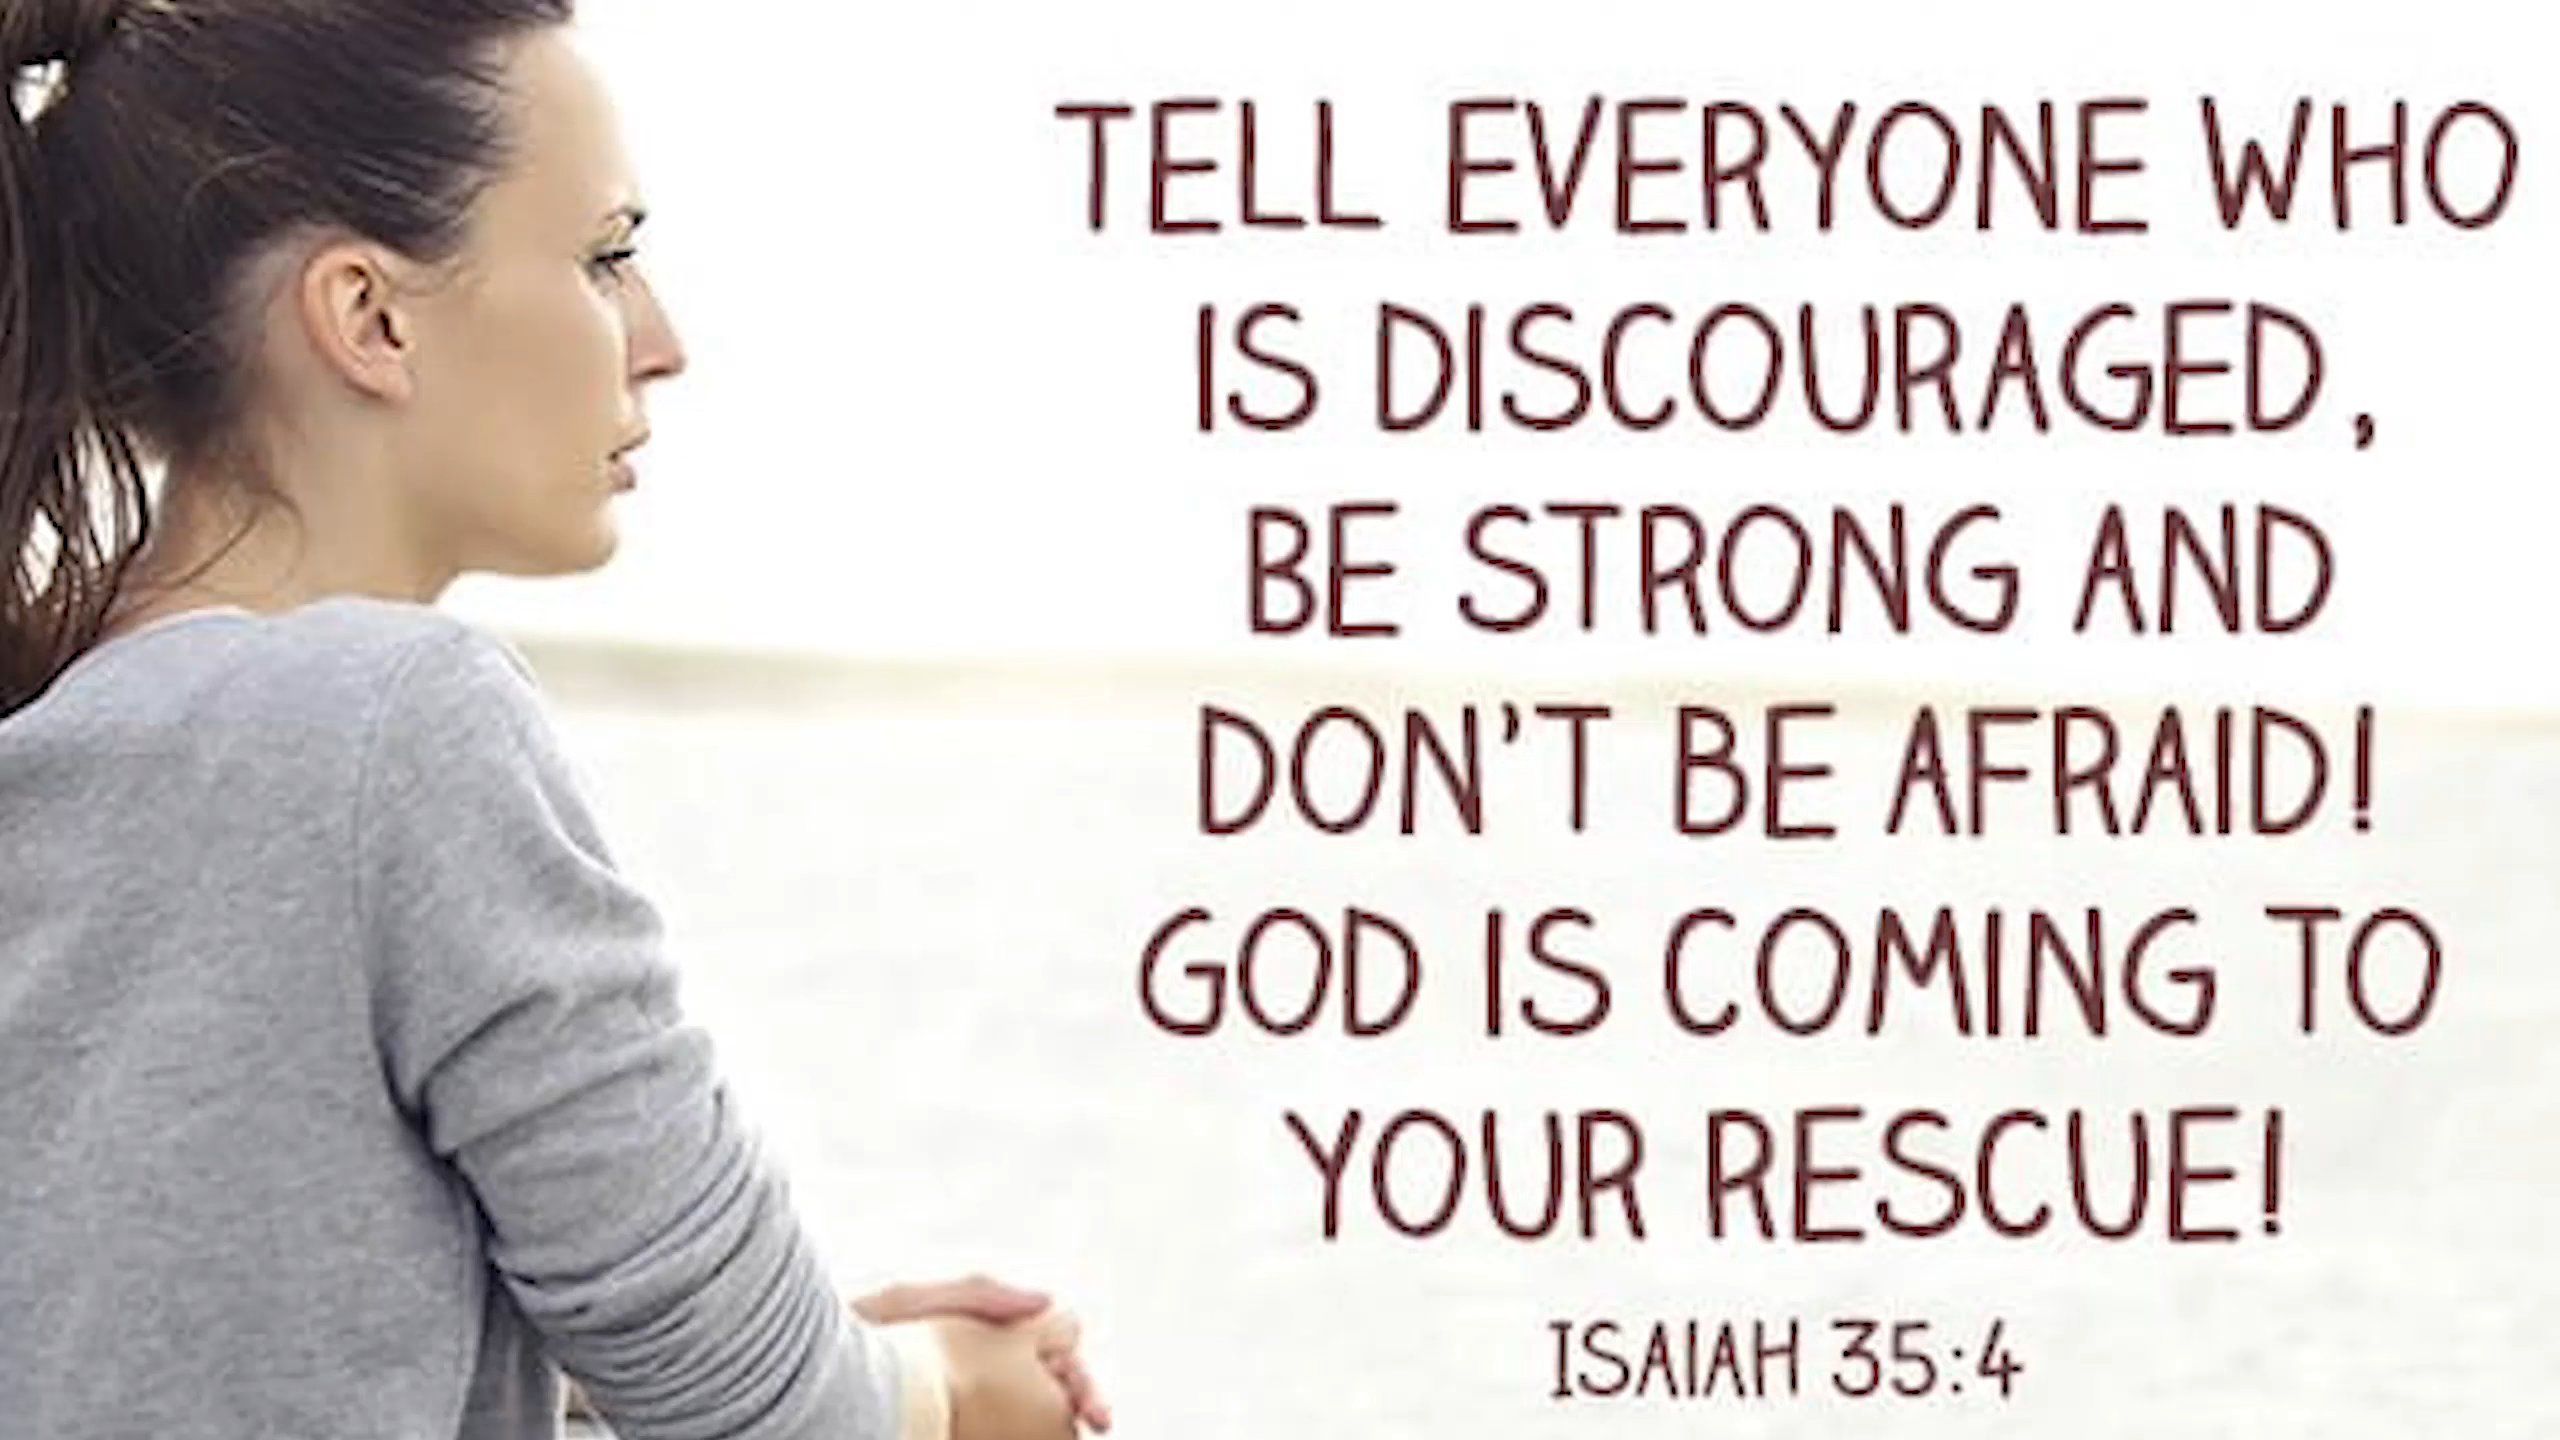 TELL EVERYONE WHO
IS DISCOURAGED,
BE STRONG AND
DON'T BE AFRAID!
GOD IS COMING TO
YOUR RESCUE!
ISAIAH 35:4